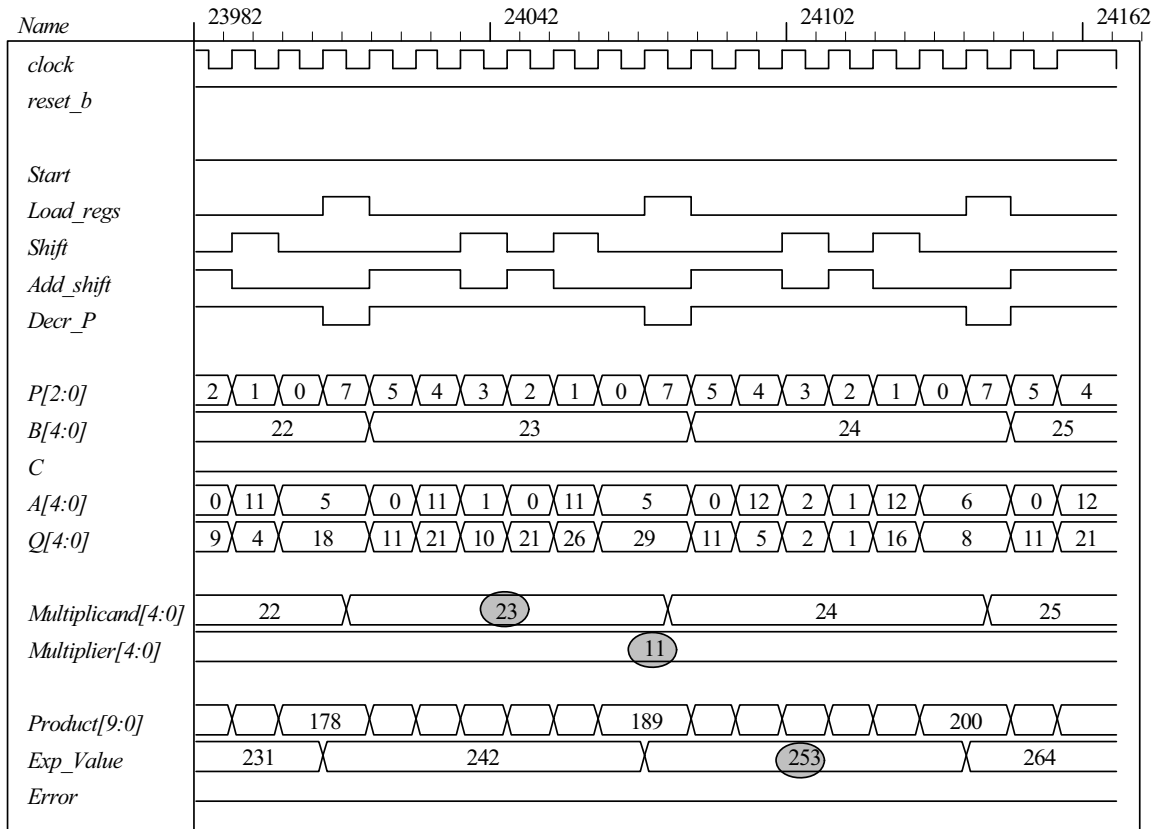 Name 23982 24042 24102 24162
clock
reset_b
Start
Load_regs
Shift
Add_shift
Decr_P
P[2:0] 2 1 0 7 5 4 3 2 1 0 7 5 4 3 2 1 0 7 5 4
B[4:0] 22 23 24 25
C
A[4:0] 0 11 5 0 11 1 0 11 5 0 12 2 1 12 6 0 12
Q[4:0] 9 4 18 11 21 10 21 26 29 11 5 2 1 16 8 11 21
Multiplicand[4:0] 22 23 24 25
Multiplier[4:0] 11
Product[9:0] 178 189 200
Exp_Value 231 242 253 264
Error